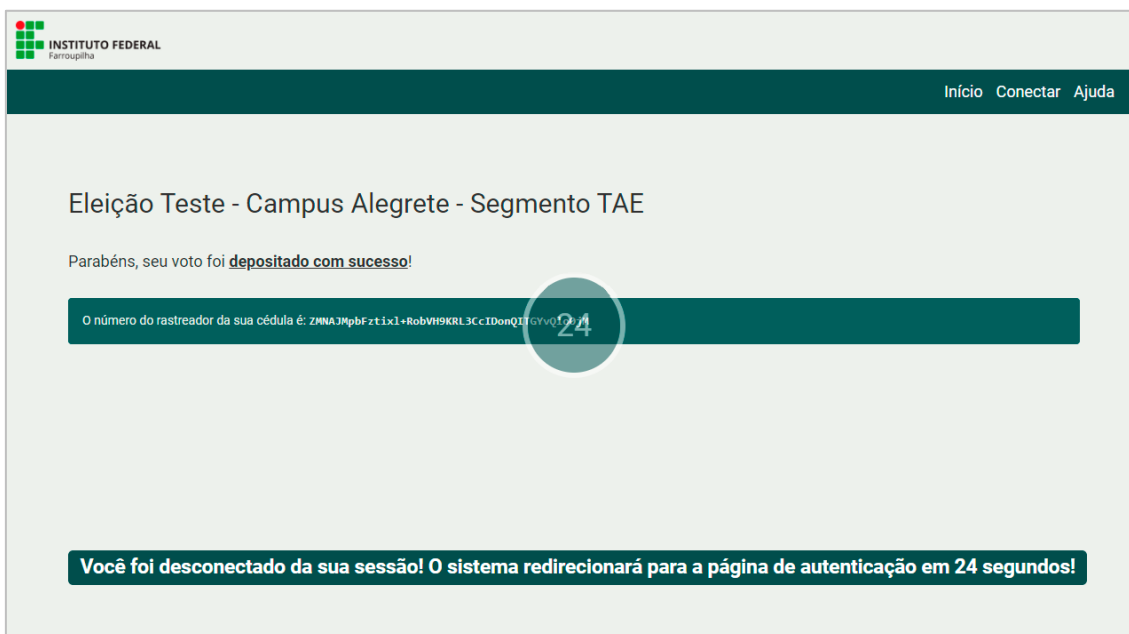 INSTITUTO FEDERAL
Farroupilha
Início Conectar Ajuda
Eleição Teste - Campus Alegrete - Segmento TAE
Parabéns, seu voto foi depositado com sucesso!
O número do rastreador da sua cédula é:
24
Você foi desconectado da sua sessão! O sistema redirecionará para a página de autenticação em 24 segundos!